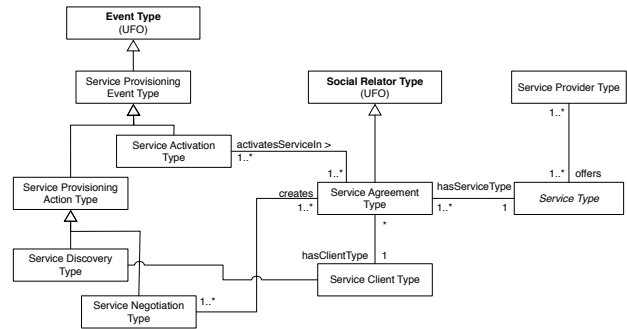 Event Type
(UFO)
Service Provisioning
Event Type
Social Relator Type
(UFO)
Service Provider Type
1..*
Service Activation
Type
activatesServiceIn >
1..*
1..*
1..*
offers
Service Provisioning
Action Type
creates
1..*
Service Agreement
Type
hasServiceType
1..*
1
Service Type
*
hasClientType
1
Service Discovery
Type
Service Client Type
Service Negotiation
Type
1..*